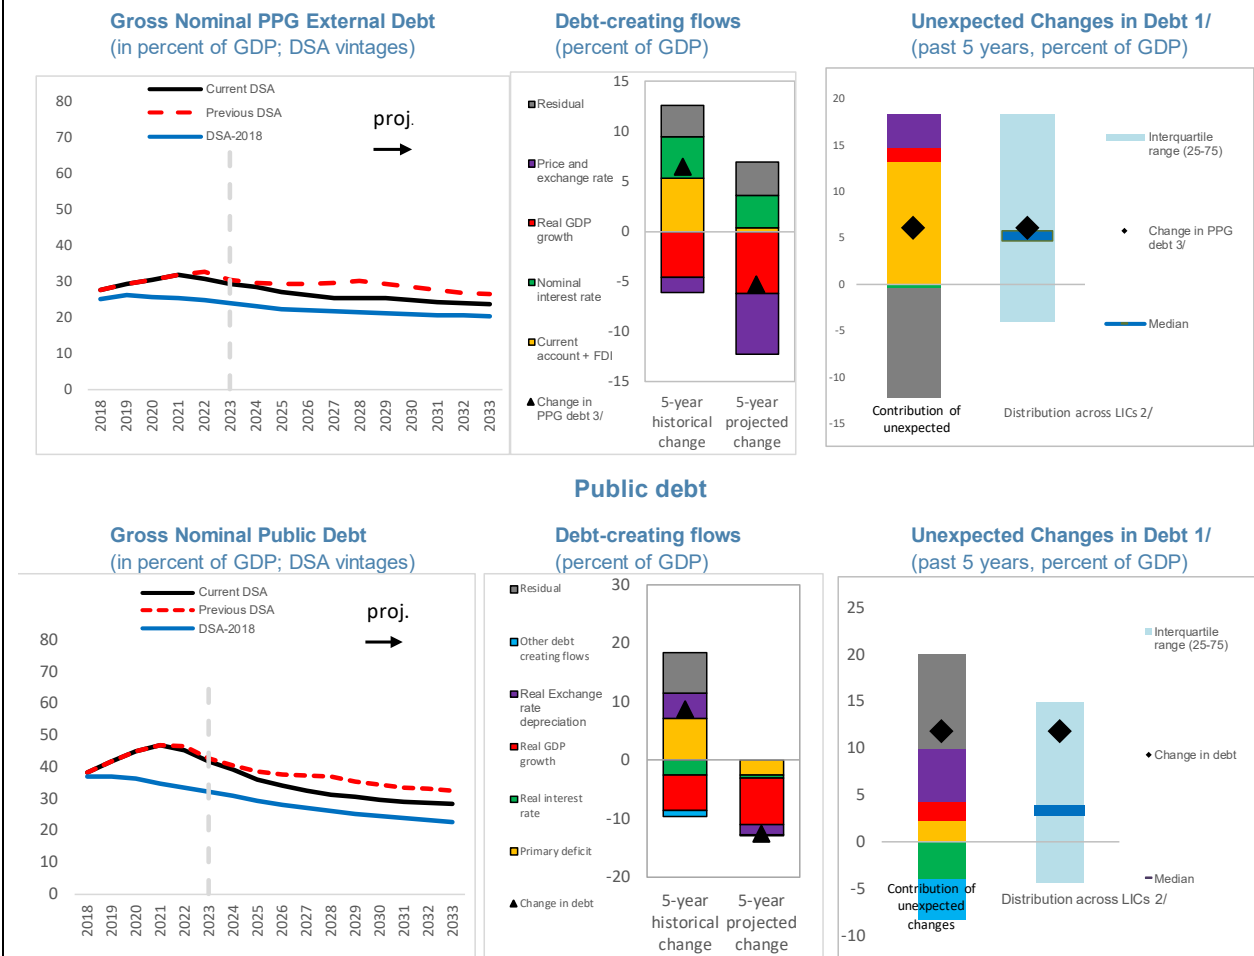 Gross Nominal PPG External Debt
(in percent of GDP; DSA vintages)
Current DSA
Previous DSA
DSA-2018
proj.
80
70
60
50
40
30
20
10
0
2018
2019
2020
2021
2022
2023
2024
2025
2026
2027
2028
2029
2030
2031
2032
2033
Debt-creating flows
(percent of GDP)
Residual
Price and
exchange rate
Real GDP
growth
Nominal
interest rate
Current
account + FDI
Change in
PPG debt 3/
15
10
5
0
-5
-10
-15
5-year
historical
change
5-year
projected
change
Unexpected Changes in Debt 1/
(past 5 years, percent of GDP)
20
15
10
5
0
-5
-10
-15
Contribution of
unexpected
Distribution across LICs 2/
Interquartile
range (25-75)
Change in PPG
debt 3/
Median
Public debt
Gross Nominal Public Debt
(in percent of GDP; DSA vintages)
Current DSA
Previous DSA
DSA-2018
proj.
80
70
60
50
40
30
20
10
0
2018
2019
2020
2021
2022
2023
2024
2025
2026
2027
2028
2029
2030
2031
2032
2033
Debt-creating flows
(percent of GDP)
Residual
Other debt
creating flows
Real Exchange
rate
depreciation
Real GDP
growth
Real interest
rate
Primary deficit
Change in debt
30
20
10
0
-10
-20
5-year
historical
change
5-year
projected
change
Unexpected Changes in Debt 1/
(past 5 years, percent of GDP)
25
20
15
10
5
0
-5
-10
Contribution of
unexpected
changes
Distribution across LICs 2/
Interquartile
range (25-75)
Change in debt
Median